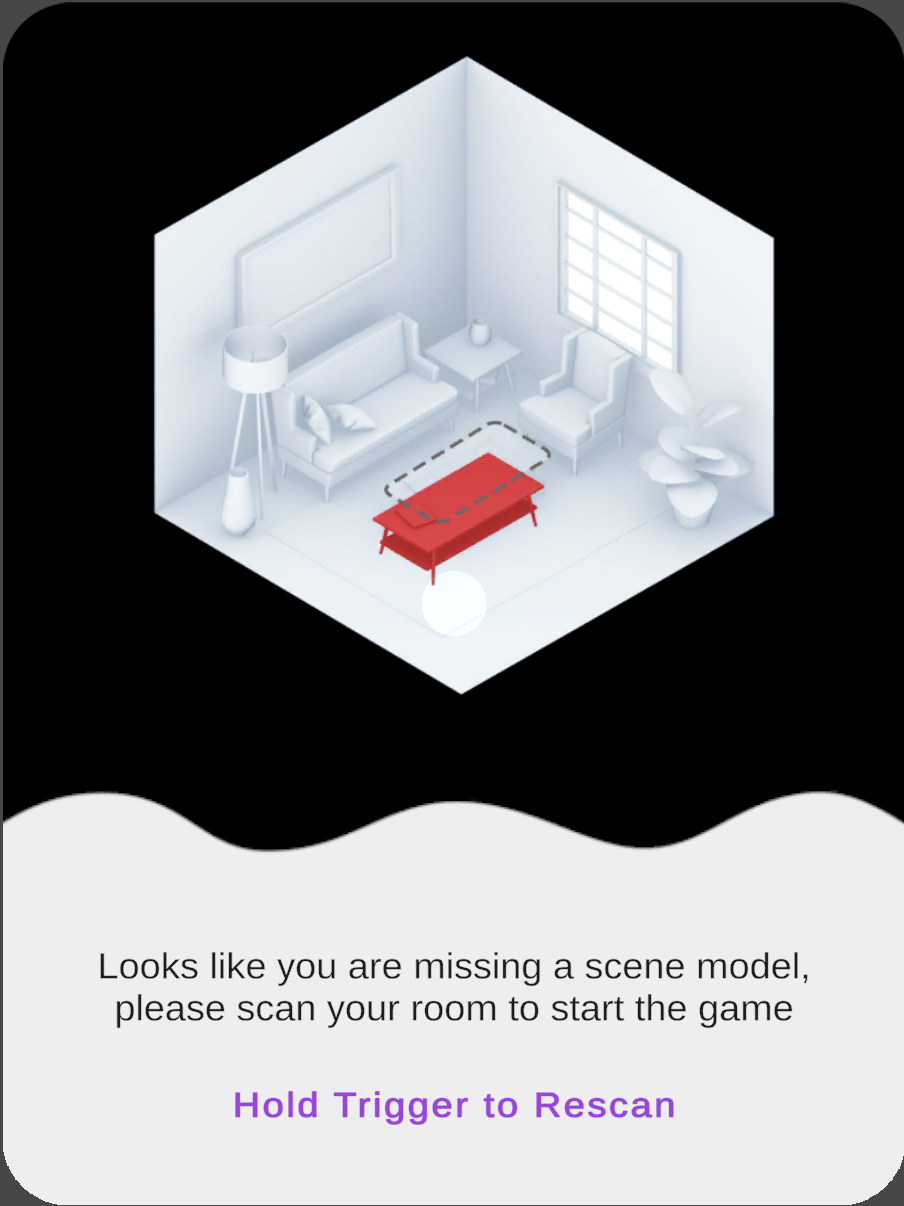 Looks like you are missing a scene model,
please scan your room to start the game
Hold Trigger to Rescan